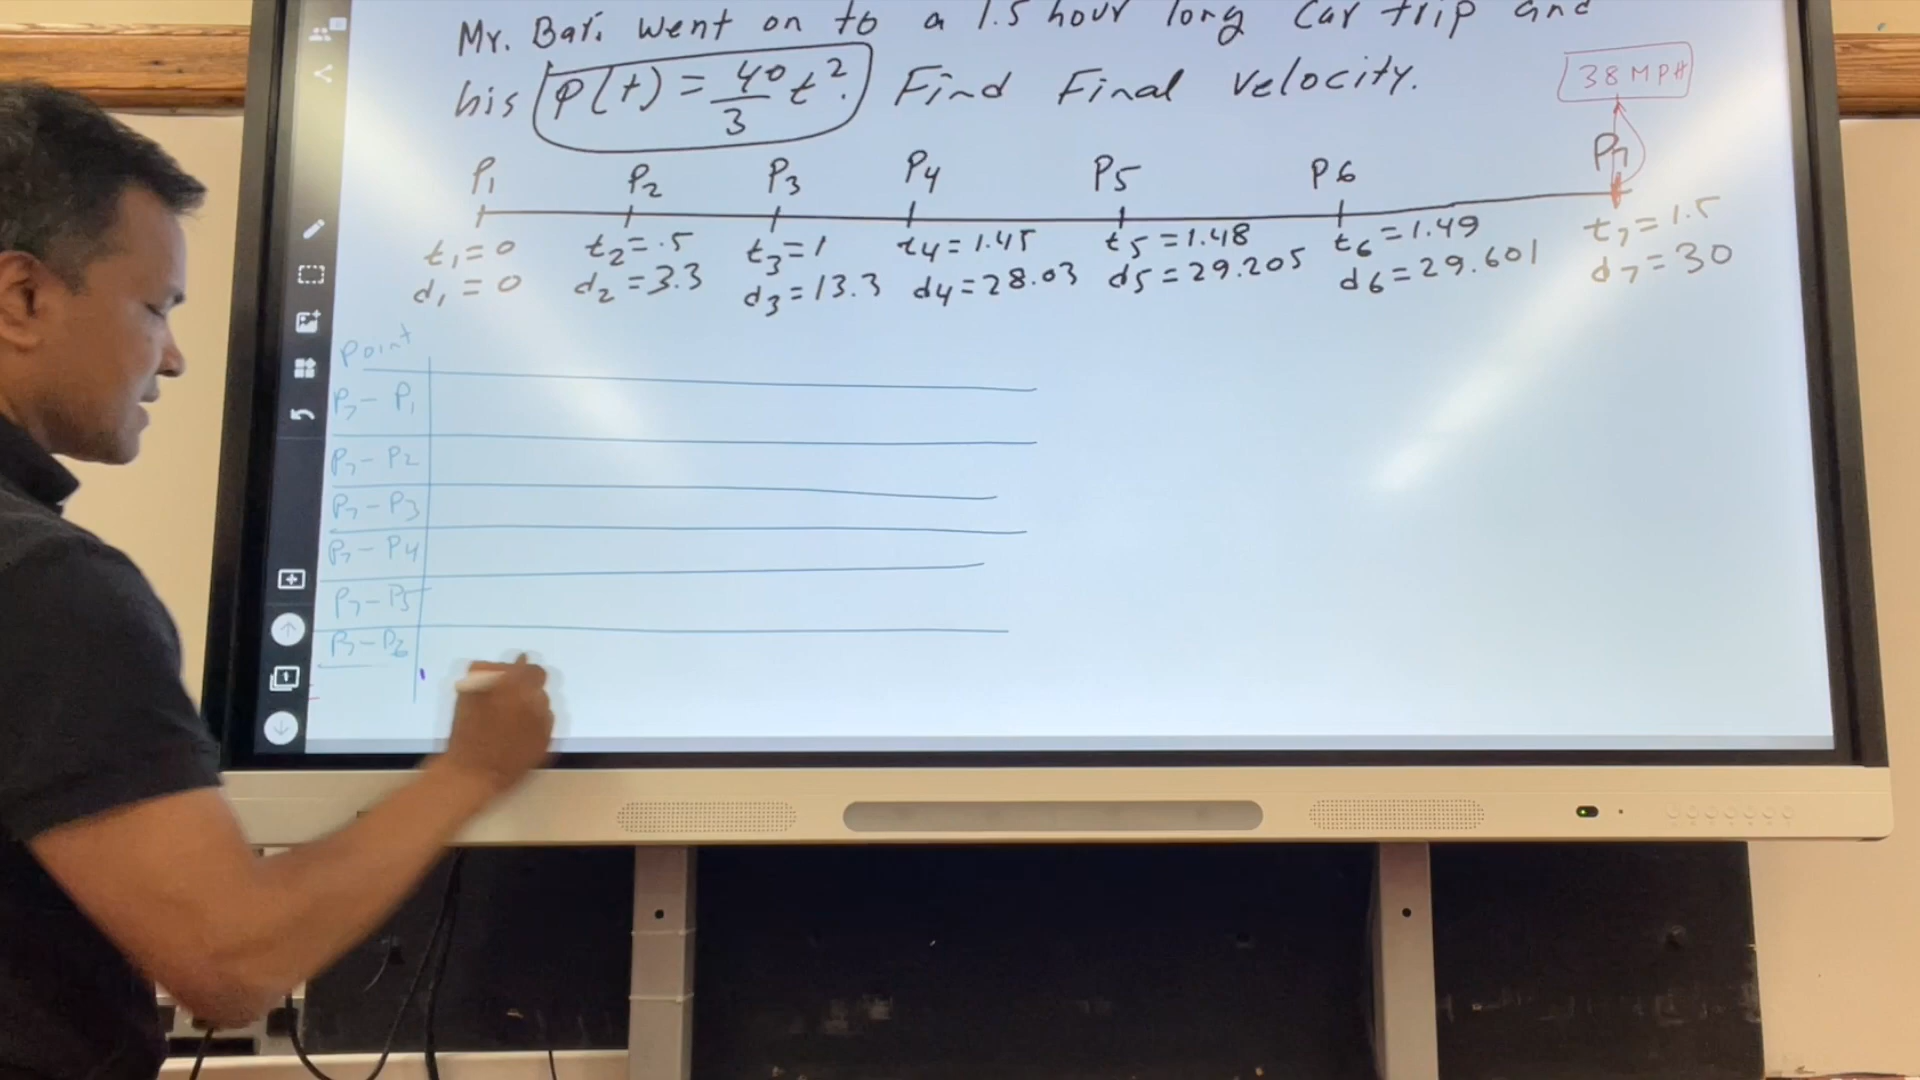 Mr. Bari went on to a 1.5 hour long Car trip and
his P(t) = 40/3 t². Find Final velocity.
38 MPH
P1 P2 P3 P4 P5 P6 P7
t1=0 t2=.5 t3=1 t4=1.45 t5=1.48 t6=1.49 t7=1.5
d1=0 d2=3.3 d3=13.3 d4=28.03 d5=29.205 d6=29.601 d7=30
Point
P7-P1
P7-P2
P7-P3
P7-P4
P7-P5
P7-P6